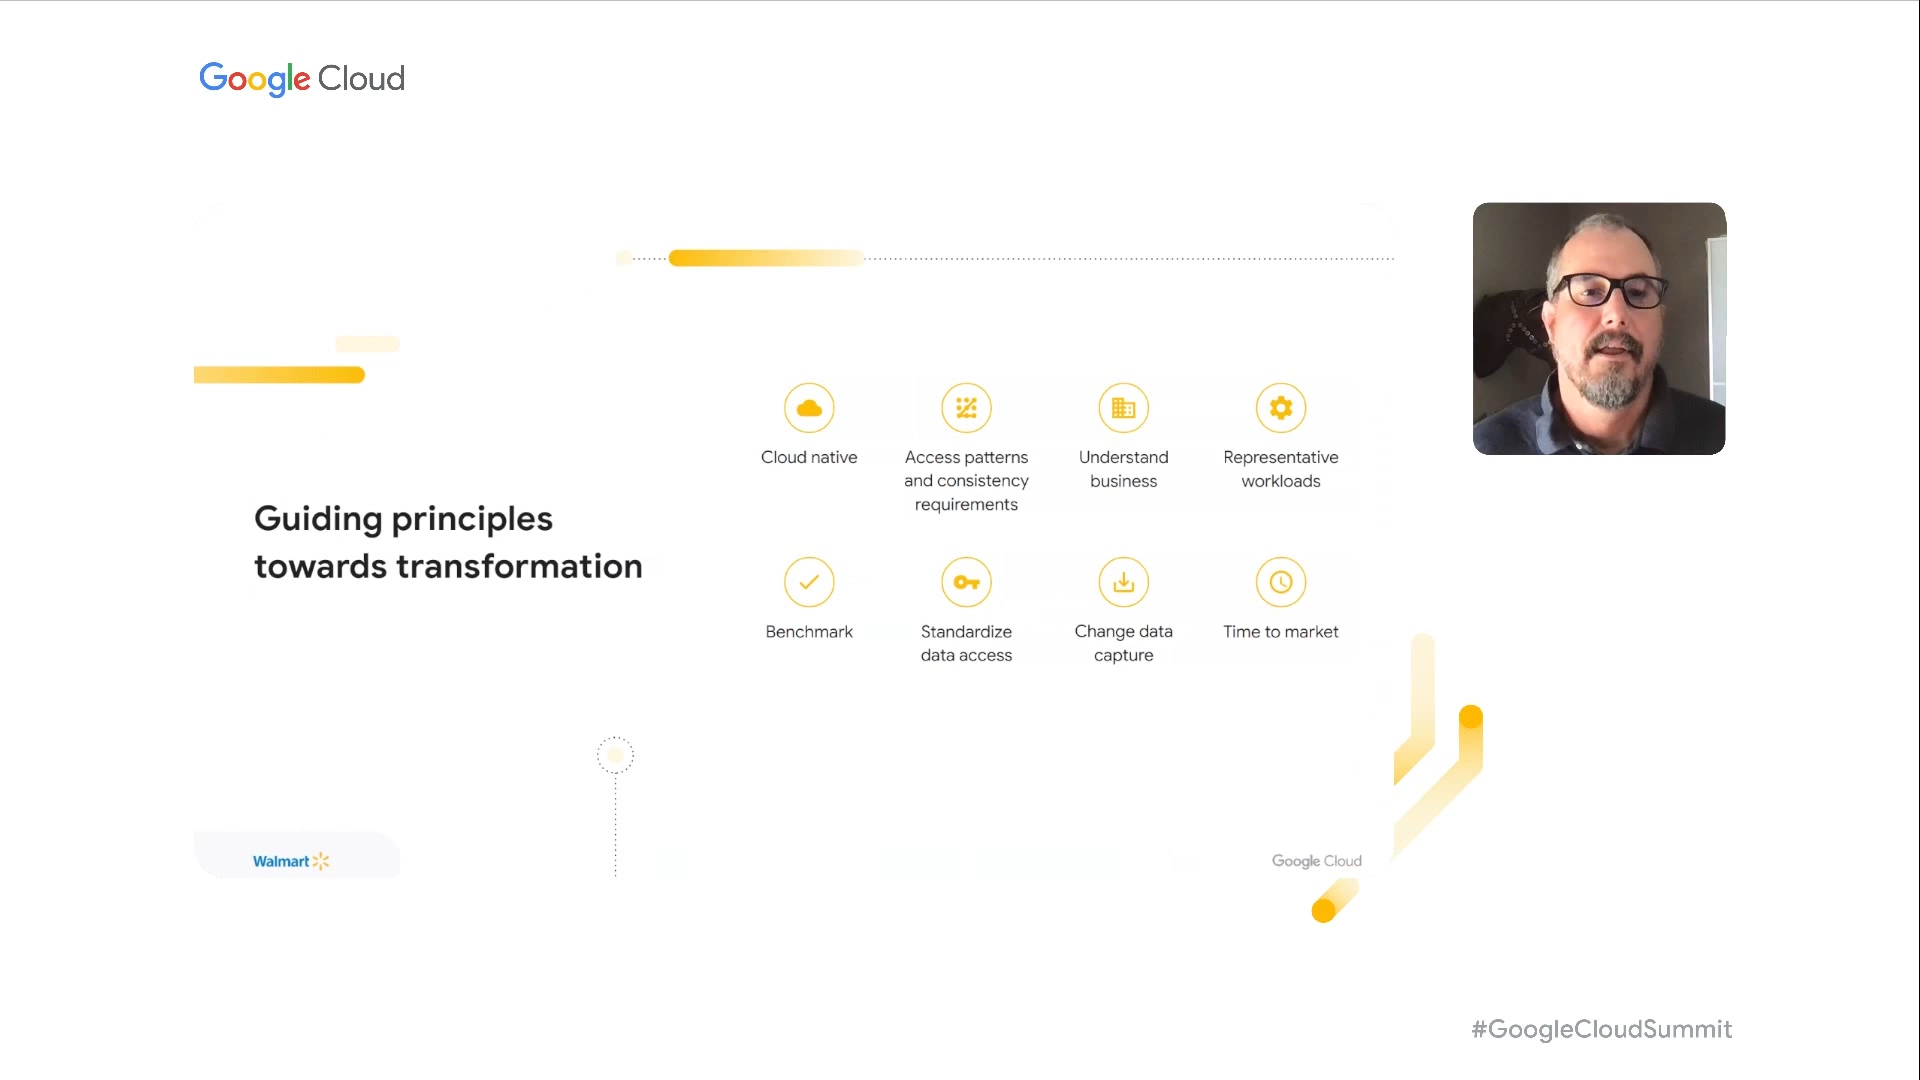 Google Cloud
Guiding principles
towards transformation
Cloud native
Access patterns
and consistency
requirements
Understand
business
Representative
workloads
Benchmark
Standardize
data access
Change data
capture
Time to market
Walmart
Google Cloud
#GoogleCloudSummit